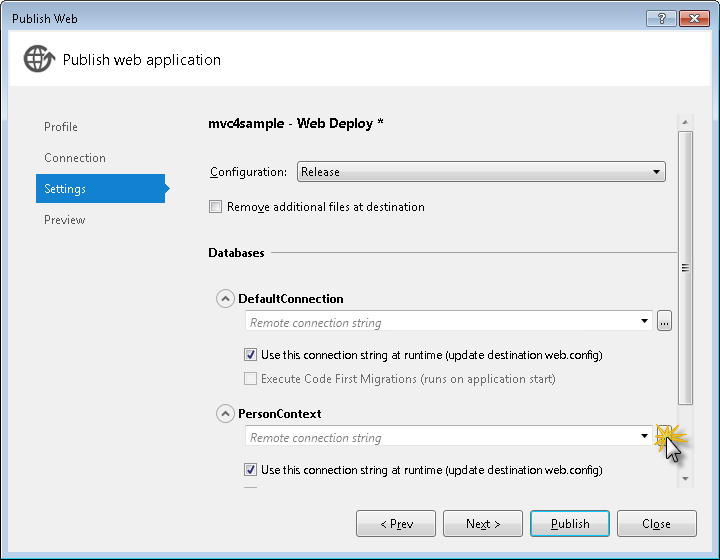 Publish Web
Publish web application
Profile
Connection
Settings
Preview
mvc4sample - Web Deploy *
Configuration: Release
Remove additional files at destination
Databases
DefaultConnection
Remote connection string
...
Use this connection string at runtime (update destination web.config)
Execute Code First Migrations (runs on application start)
PersonContext
Remote connection string
Use this connection string at runtime (update destination web.config)
< Prev
Next >
Publish
Close